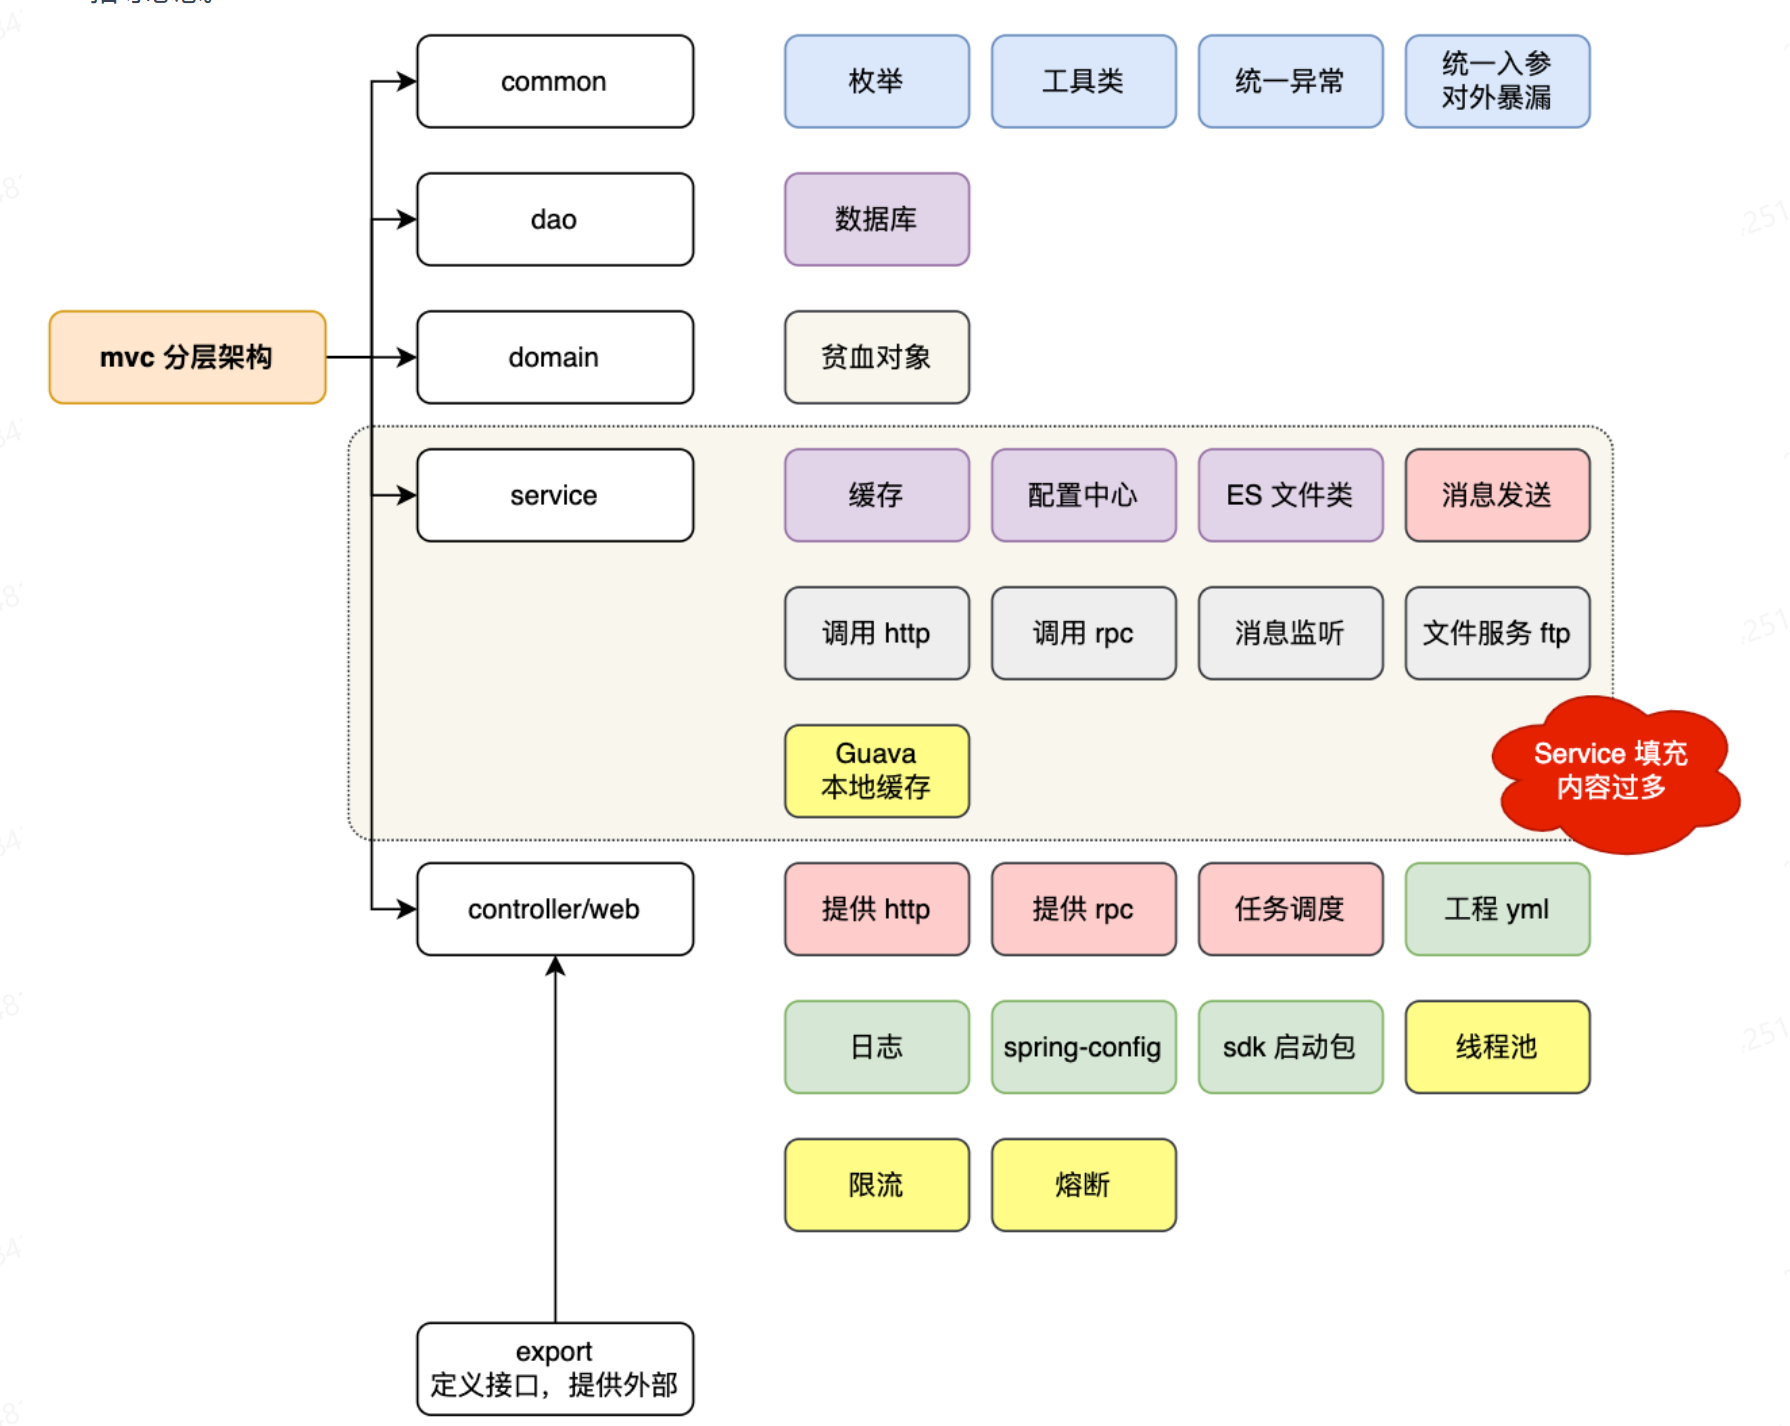 common
枚举
工具类
统一异常
统一入参
对外暴漏
dao
数据库
mvc 分层架构
domain
贫血对象
service
缓存
配置中心
ES 文件类
消息发送
调用 http
调用 rpc
消息监听
文件服务 ftp
Guava
本地缓存
Service 填充
内容过多
controller/web
提供 http
提供 rpc
任务调度
工程 yml
日志
spring-config
sdk 启动包
线程池
限流
熔断
export
定义接口，提供外部